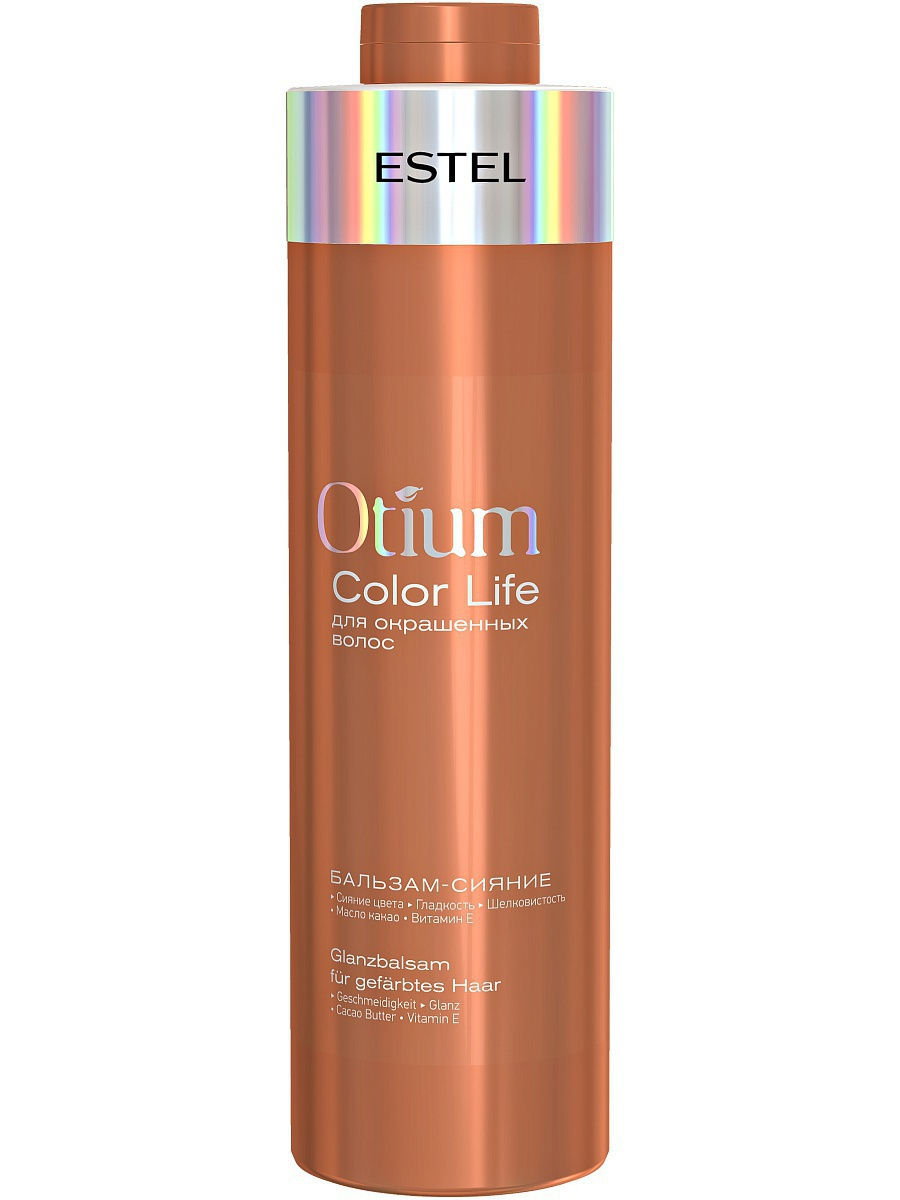 ESTEL
Otium
Color Life
для окрашенных
волос
БАЛЬЗАМ-СИЯНИЕ
▸ Сияние цвета ▸ Гладкость ▸ Шелковистость
• Масло какао • Витамин Е
Glanzbalsam
für gefärbtes Haar
▸ Geschmeidigkeit ▸ Glanz
• Cacao Butter • Vitamin E